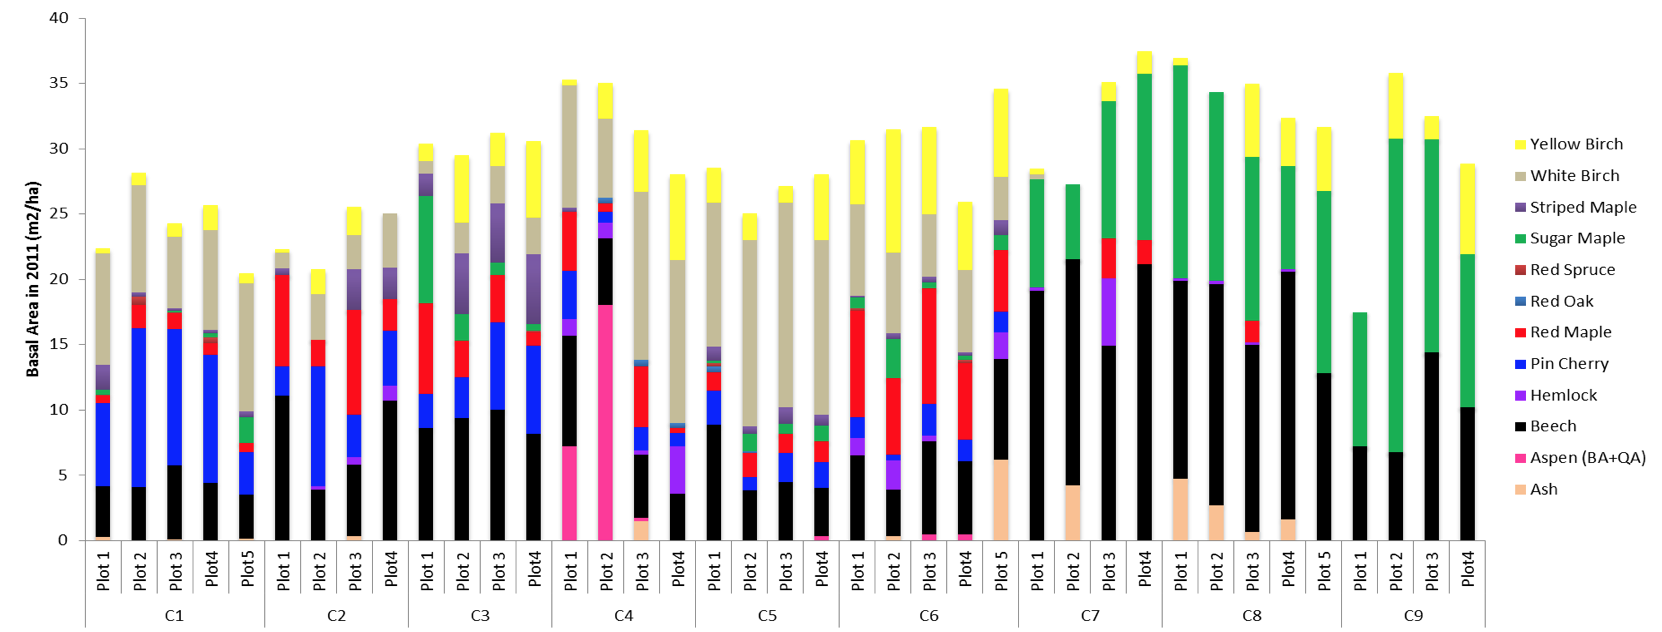 Basal Area in 2011 (m2/ha)
40
35
30
25
20
15
10
5
0
Plot 1 Plot 2 Plot 3 Plot4 Plot5 Plot 1 Plot 2 Plot 3 Plot4 Plot 1 Plot 2 Plot 3 Plot4 Plot 1 Plot 2 Plot 3 Plot4 Plot 1 Plot 2 Plot 3 Plot4 Plot 1 Plot 2 Plot 3 Plot4 Plot 5 Plot 1 Plot 2 Plot 3 Plot4 Plot 1 Plot 2 Plot 3 Plot4 Plot 5 Plot 1 Plot 2 Plot 3 Plot4
C1 C2 C3 C4 C5 C6 C7 C8 C9
Yellow Birch
White Birch
Striped Maple
Sugar Maple
Red Spruce
Red Oak
Red Maple
Pin Cherry
Hemlock
Beech
Aspen (BA+QA)
Ash